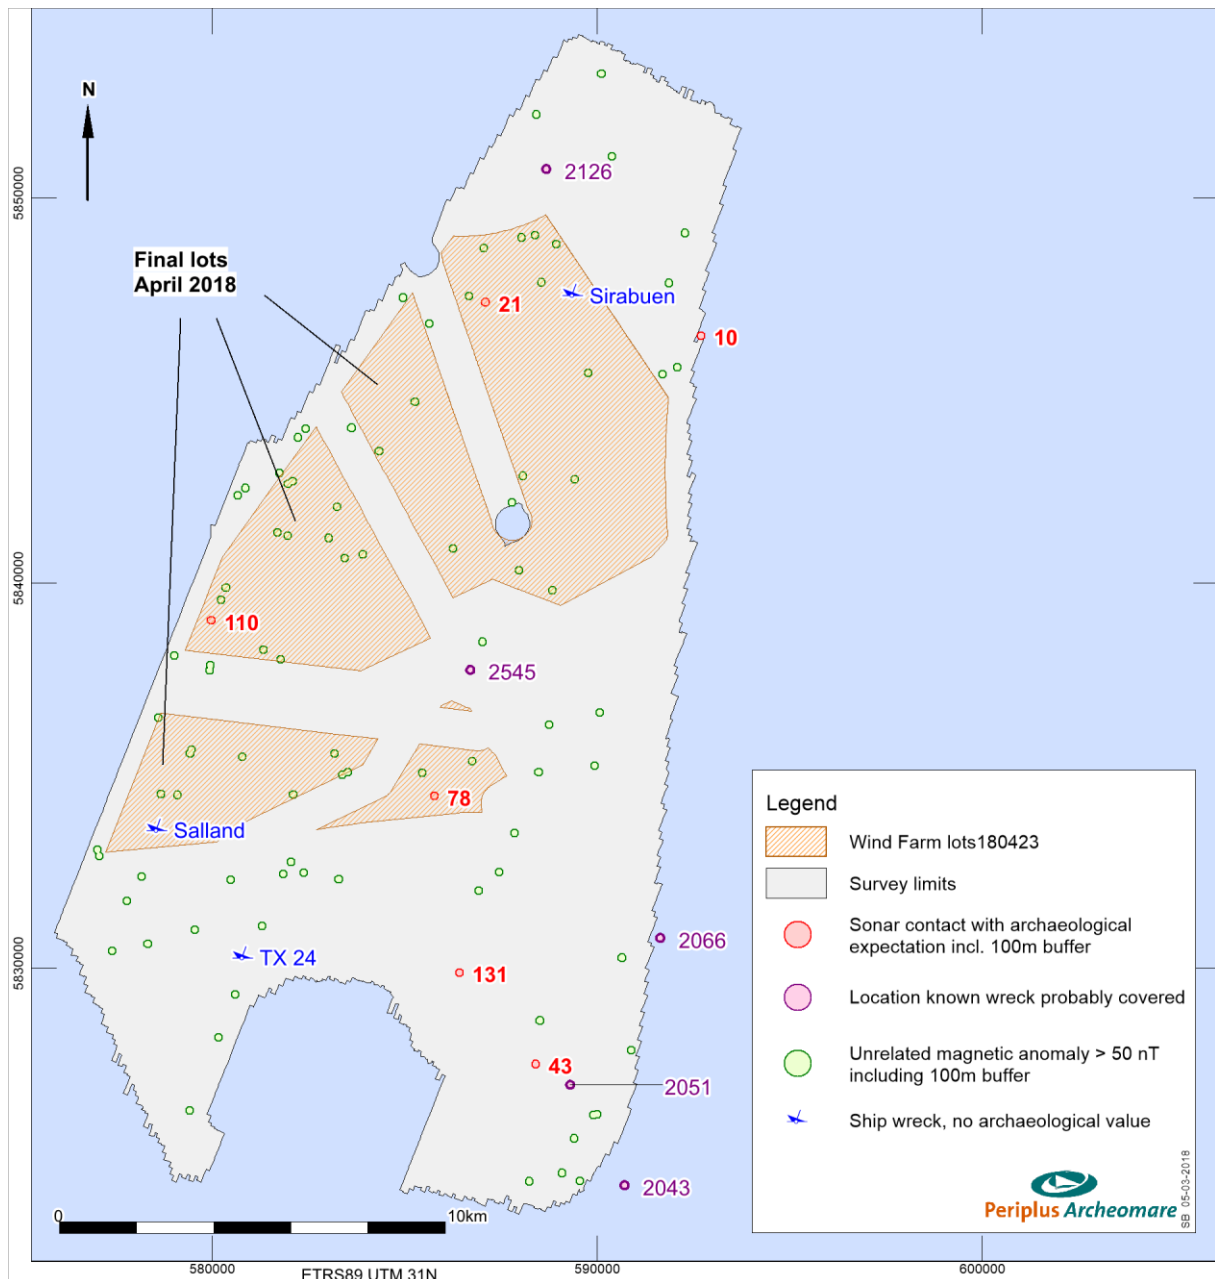 N
5850000
2126
Final lots
April 2018
Sirabuen
21
10
5840000
110
2545
78
Salland
TX 24
2066
5830000
131
43
2051
2043
Legend
Wind Farm lots180423
Survey limits
Sonar contact with archaeological
expectation incl. 100m buffer
Location known wreck probably covered
Unrelated magnetic anomaly > 50 nT
including 100m buffer
Ship wreck, no archaeological value
Periplus Archeomare
SB 05-03-2018
0
10km
580000
ETRS89 UTM 31N
590000
600000